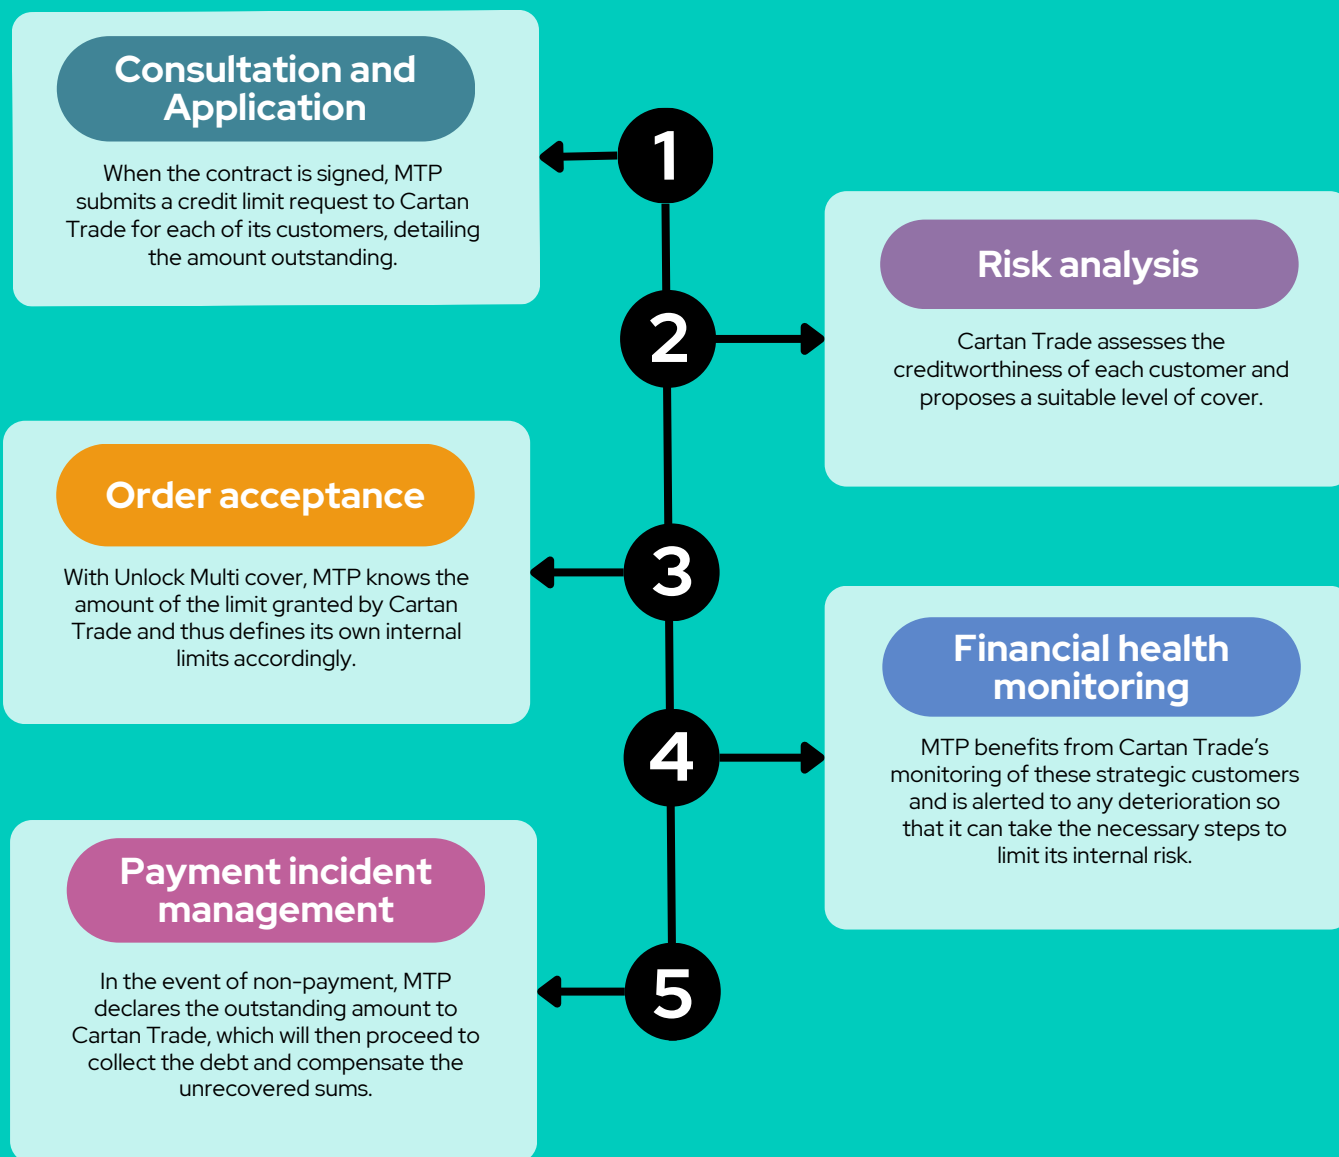 1
Consultation and
Application
When the contract is signed, MTP
submits a credit limit request to Cartan
Trade for each of its customers, detailing
the amount outstanding.
2
Risk analysis
Cartan Trade assesses the
creditworthiness of each customer and
proposes a suitable level of cover.
3
Order acceptance
With Unlock Multi cover, MTP knows the
amount of the limit granted by Cartan
Trade and thus defines its own internal
limits accordingly.
4
Financial health
monitoring
MTP benefits from Cartan Trade’s
monitoring of these strategic customers
and is alerted to any deterioration so
that it can take the necessary steps to
limit its internal risk.
5
Payment incident
management
In the event of non-payment, MTP
declares the outstanding amount to
Cartan Trade, which will then proceed to
collect the debt and compensate the
unrecovered sums.